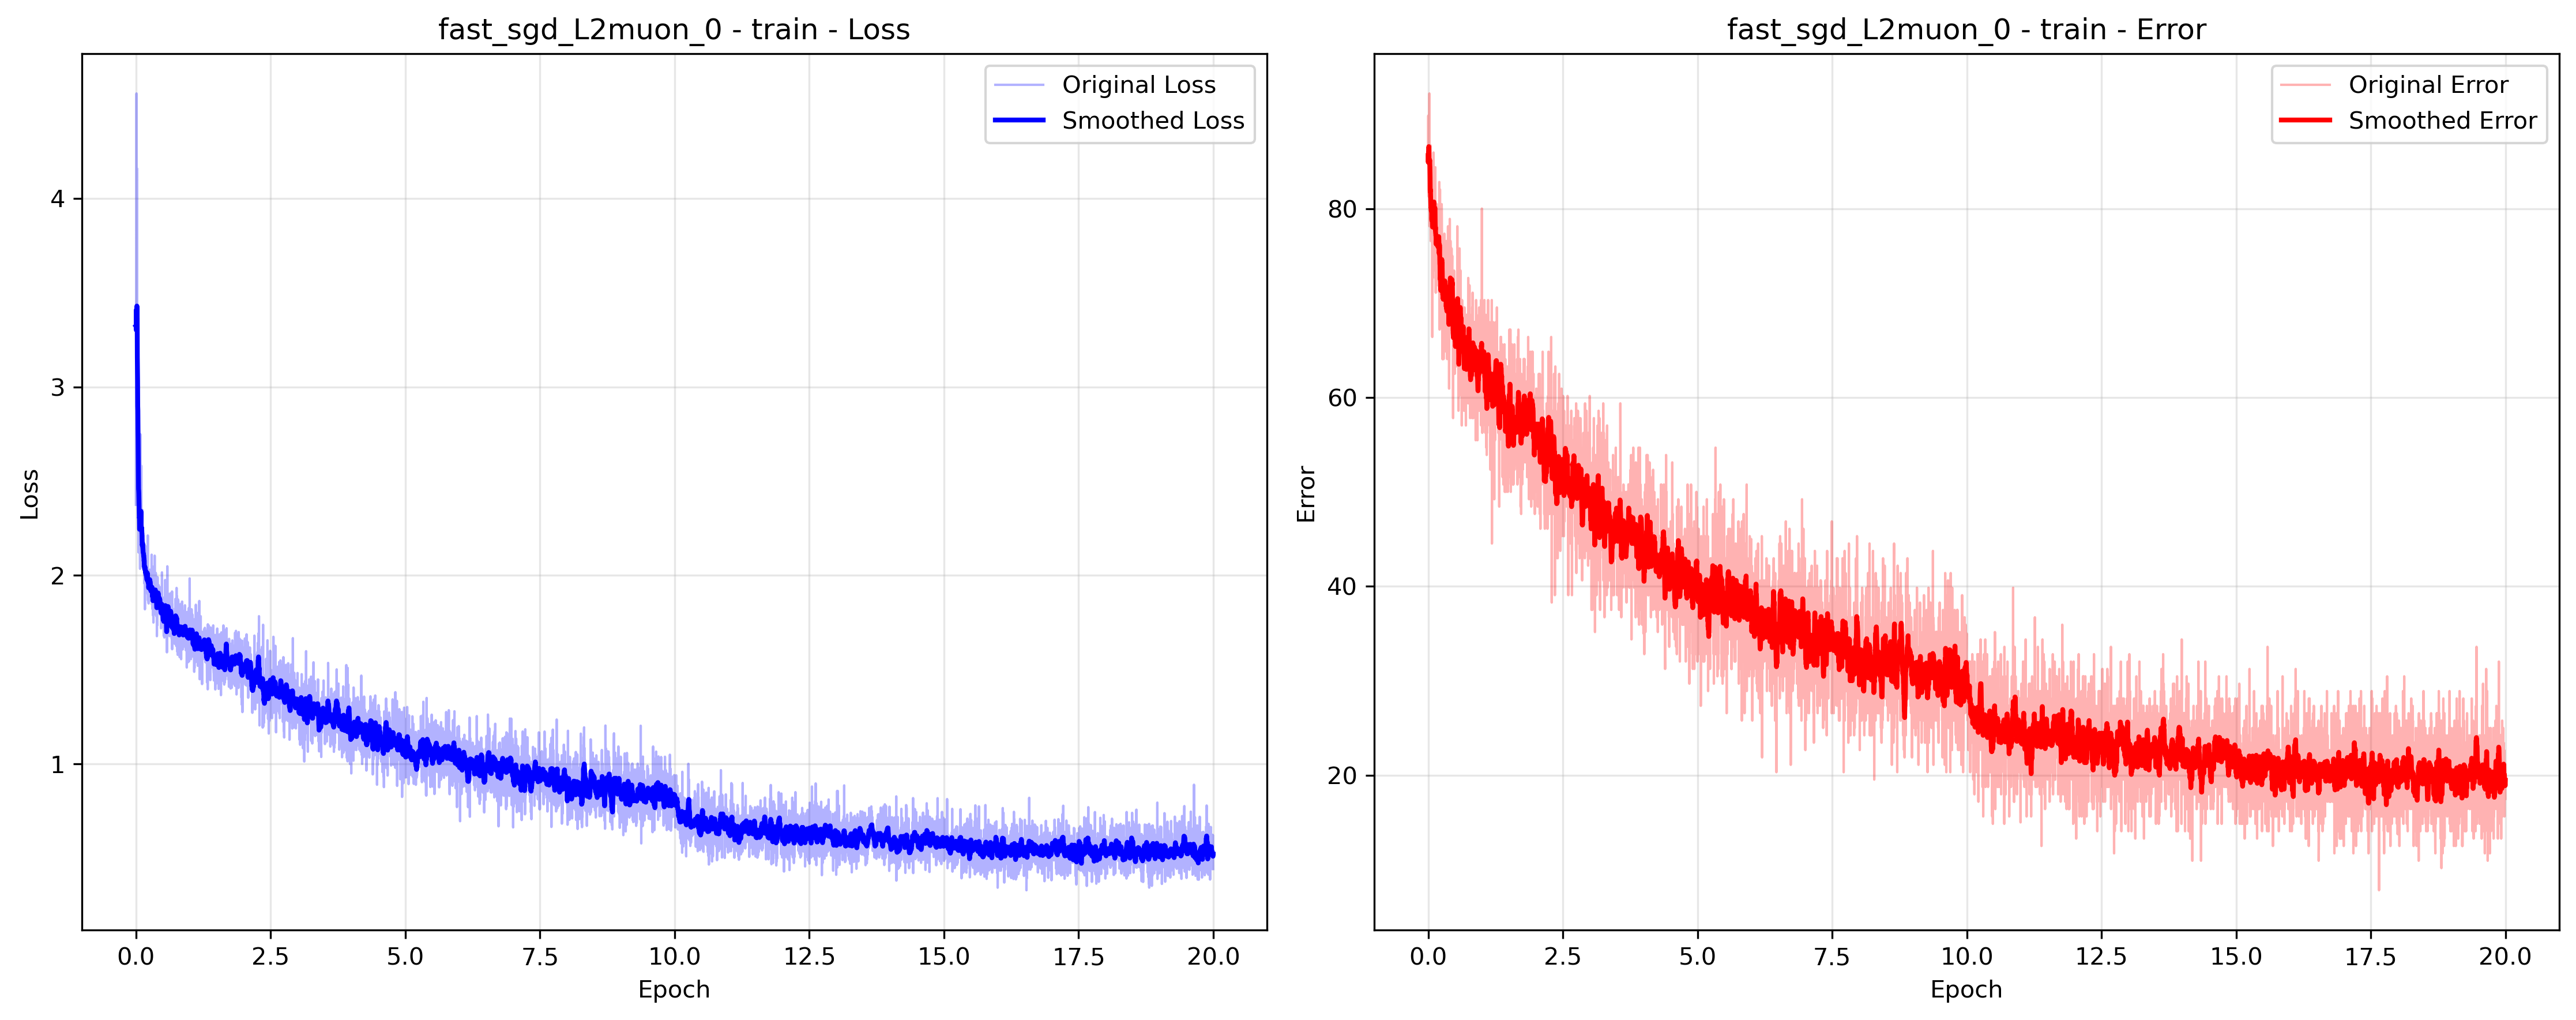 fast_sgd_L2muon_0 - train - Loss
Original Loss
Smoothed Loss
4
3
2
1
Loss
0.0 2.5 5.0 7.5 10.0 12.5 15.0 17.5 20.0
Epoch
fast_sgd_L2muon_0 - train - Error
Original Error
Smoothed Error
80
60
40
20
Error
0.0 2.5 5.0 7.5 10.0 12.5 15.0 17.5 20.0
Epoch